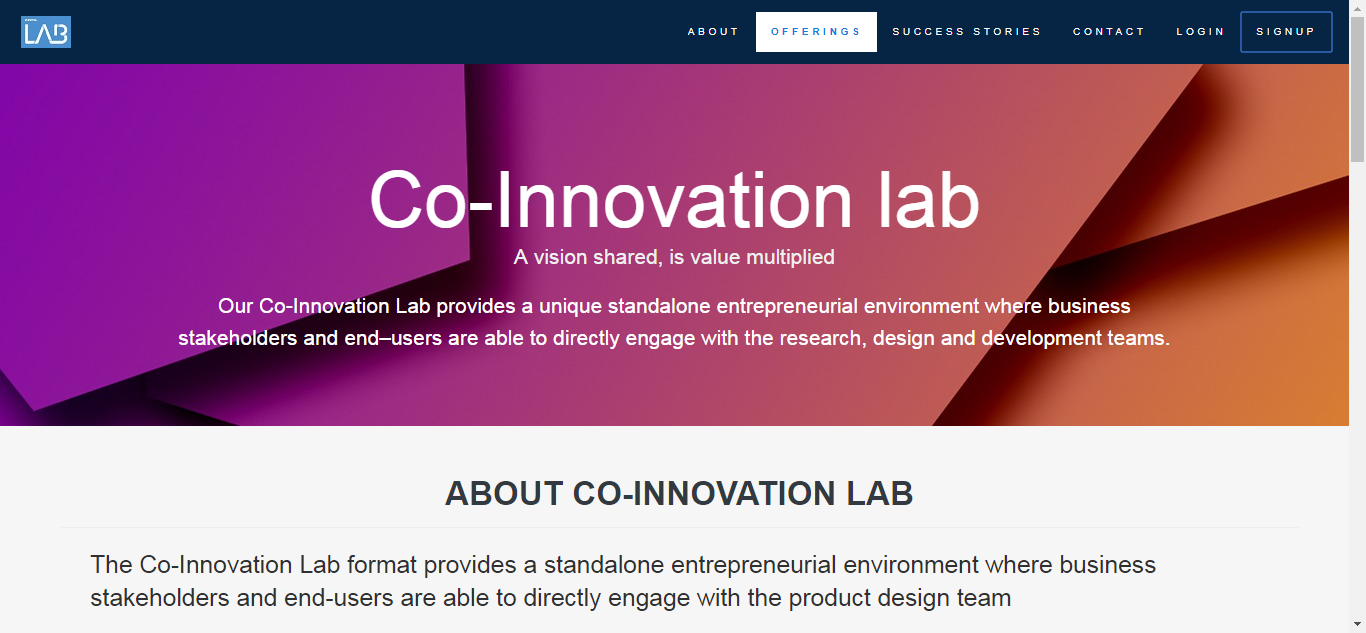 LAB
ABOUT OFFERINGS SUCCESS STORIES CONTACT LOGIN SIGNUP
Co-Innovation lab
A vision shared, is value multiplied
Our Co-Innovation Lab provides a unique standalone entrepreneurial environment where business
stakeholders and end–users are able to directly engage with the research, design and development teams.
ABOUT CO-INNOVATION LAB
The Co-Innovation Lab format provides a standalone entrepreneurial environment where business
stakeholders and end-users are able to directly engage with the product design team